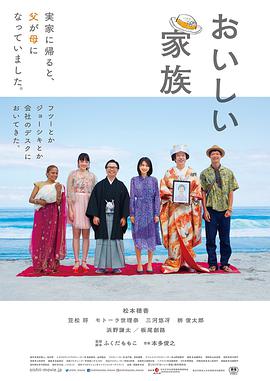 おいしい
家族
実家に帰ると、
父が母に
なっていました。
フツーとか
ジョーシキとか
会社のデスクに
おいてきた。
松本穂香
笠松 将 モトーラ世理奈 三河悠冴 柳 俊太郎
浜野謙太/板尾創路
ふくだももこ 本多俊之